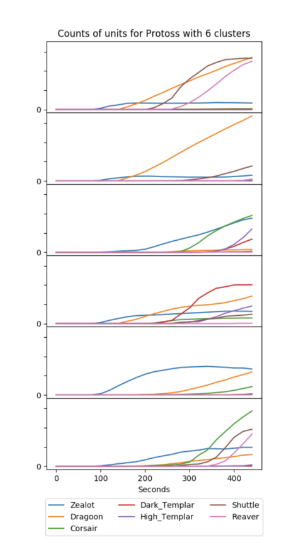 Counts of units for Protoss with 6 clusters
0
0
0
0
0
0
0 100 200 300 400
Seconds
Zealot Dark_Templar Shuttle
Dragoon High_Templar Reaver
Corsair